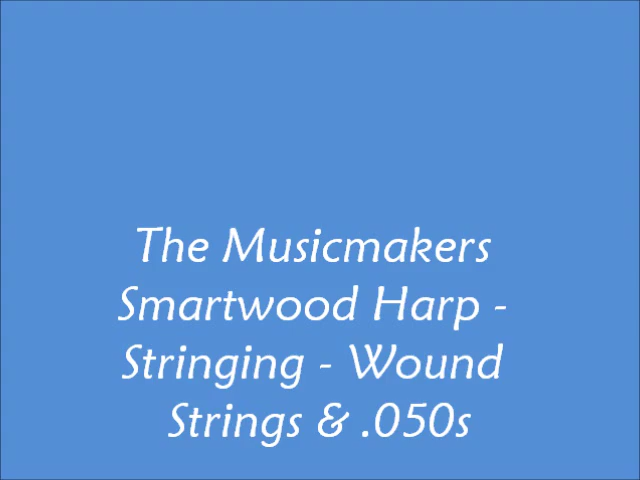 The Musicmakers
Smartwood Harp -
Stringing - Wound
Strings & .050s